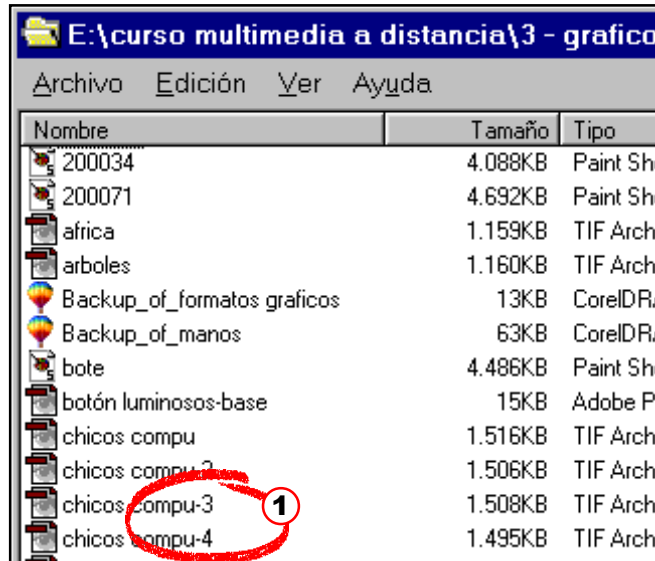 E:\curso multimedia a distancia\3 - grafico
Archivo Edición Ver Ayuda
Nombre Tamaño Tipo
200034 4.088KB Paint Sh
200071 4.692KB Paint Sh
africa 1.159KB TIF Arch
arboles 1.160KB TIF Arch
Backup_of_formatos graficos 13KB CorelDR
Backup_of_manos 63KB CorelDR
bote 4.486KB Paint Sh
botón luminosos-base 15KB Adobe P
chicos compu 1.516KB TIF Arch
chicos compu-2 1.506KB TIF Arch
chicos compu-3 1 1.508KB TIF Arch
chicos compu-4 1.495KB TIF Arch